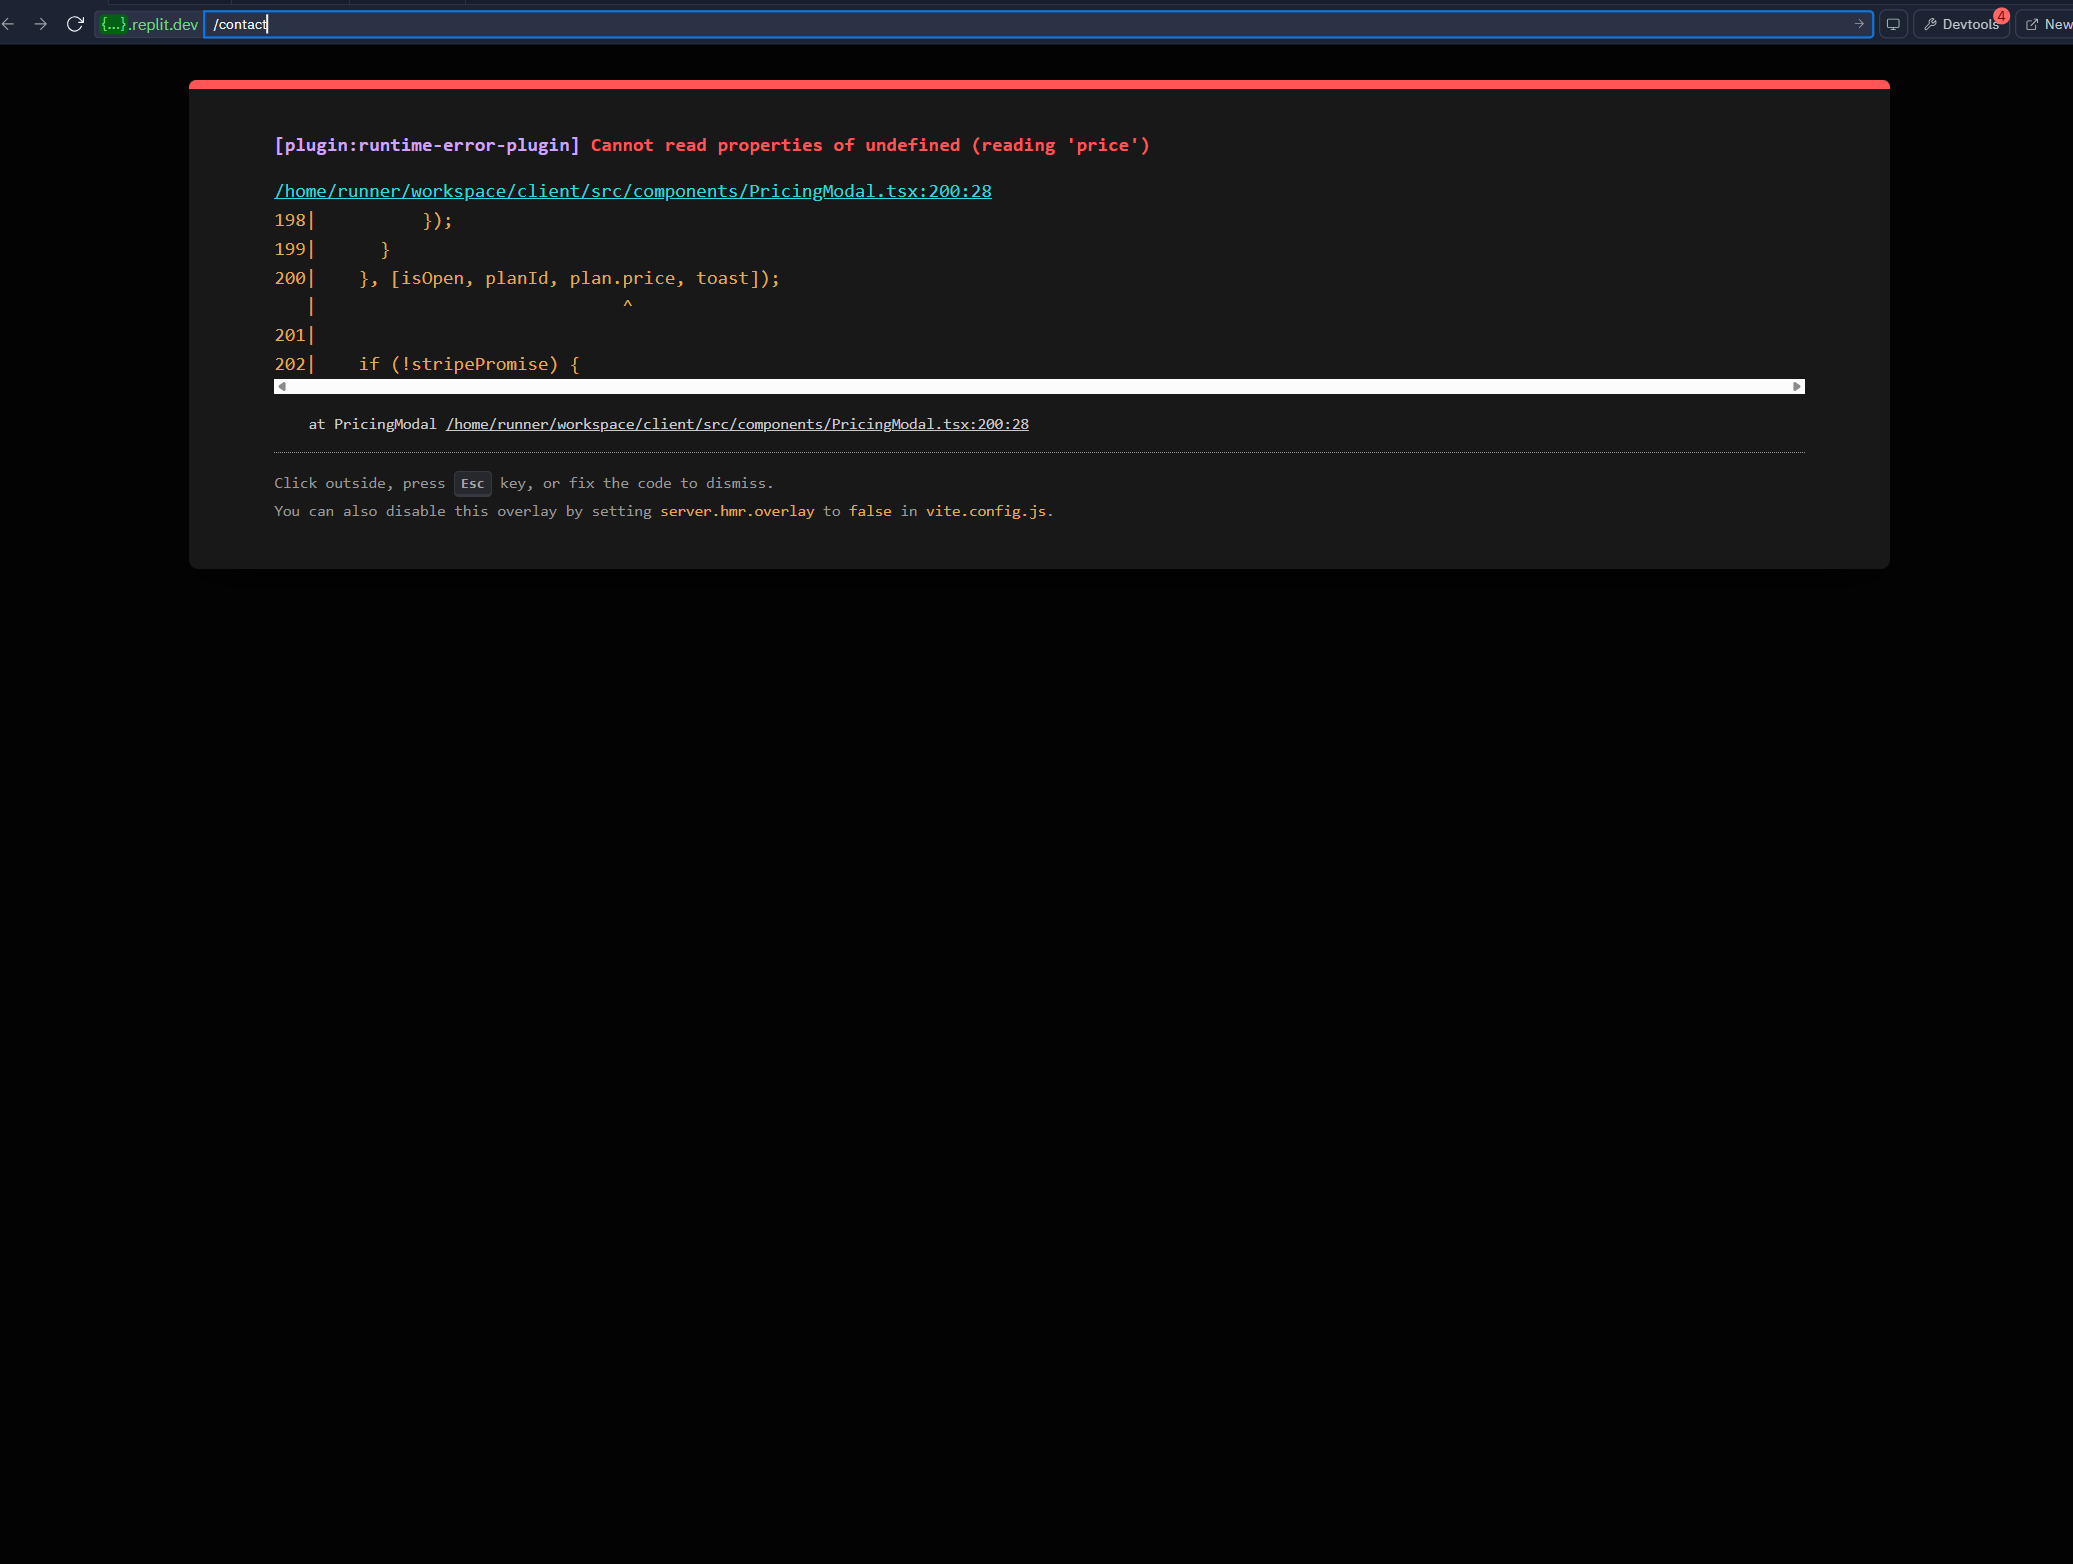 {...}.replit.dev /contact Devtools 4 New
[plugin:runtime-error-plugin] Cannot read properties of undefined (reading 'price')
/home/runner/workspace/client/src/components/PricingModal.tsx:200:28
198|          });
199|      }
200|    }, [isOpen, planId, plan.price, toast]);
   |                             ^
201|
202|    if (!stripePromise) {
at PricingModal /home/runner/workspace/client/src/components/PricingModal.tsx:200:28
Click outside, press Esc key, or fix the code to dismiss.
You can also disable this overlay by setting server.hmr.overlay to false in vite.config.js.